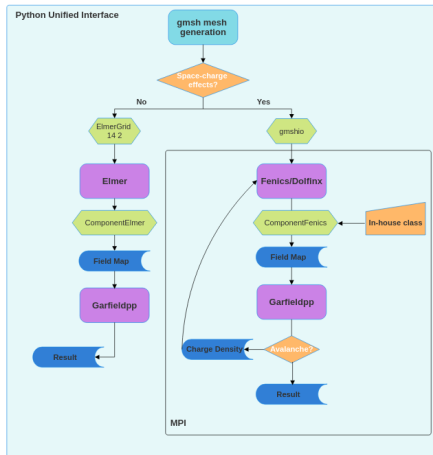 Python Unified Interface
gmsh mesh
generation
Space-charge
effects?
No
Yes
ElmerGrid
14 2
gmshio
Elmer
Fenics/Dolfinx
ComponentElmer
ComponentFenics
In-house class
Field Map
Field Map
Garfieldpp
Garfieldpp
Result
Charge Density
Avalanche?
Result
MPI